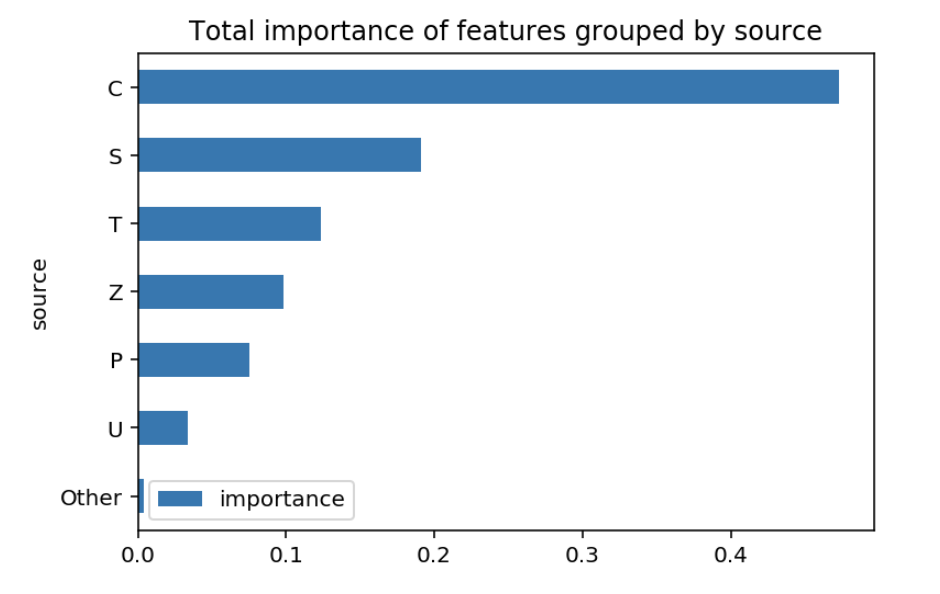 Total importance of features grouped by source
C
S
T
Z
P
U
Other
source
importance
0.0 0.1 0.2 0.3 0.4